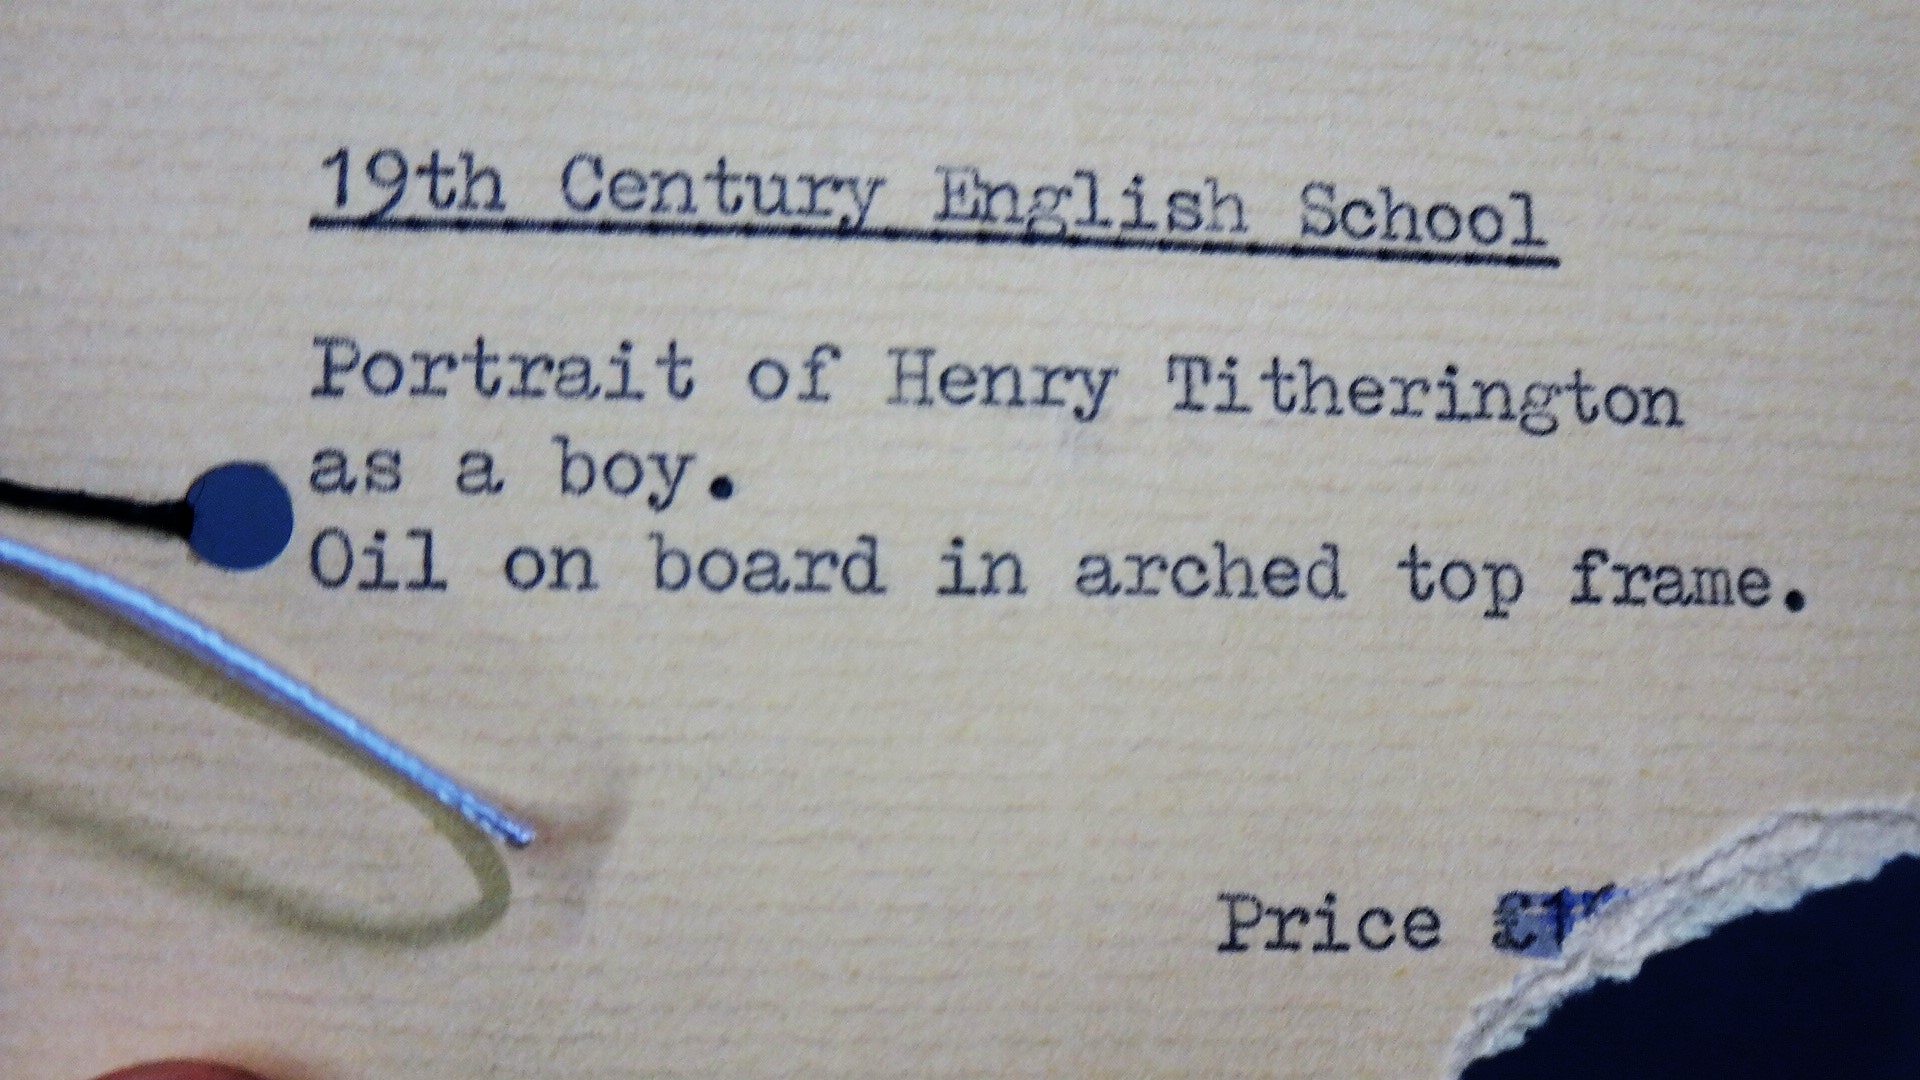 19th Century English School
Portrait of Henry Titherington
as a boy.
Oil on board in arched top frame.
Price